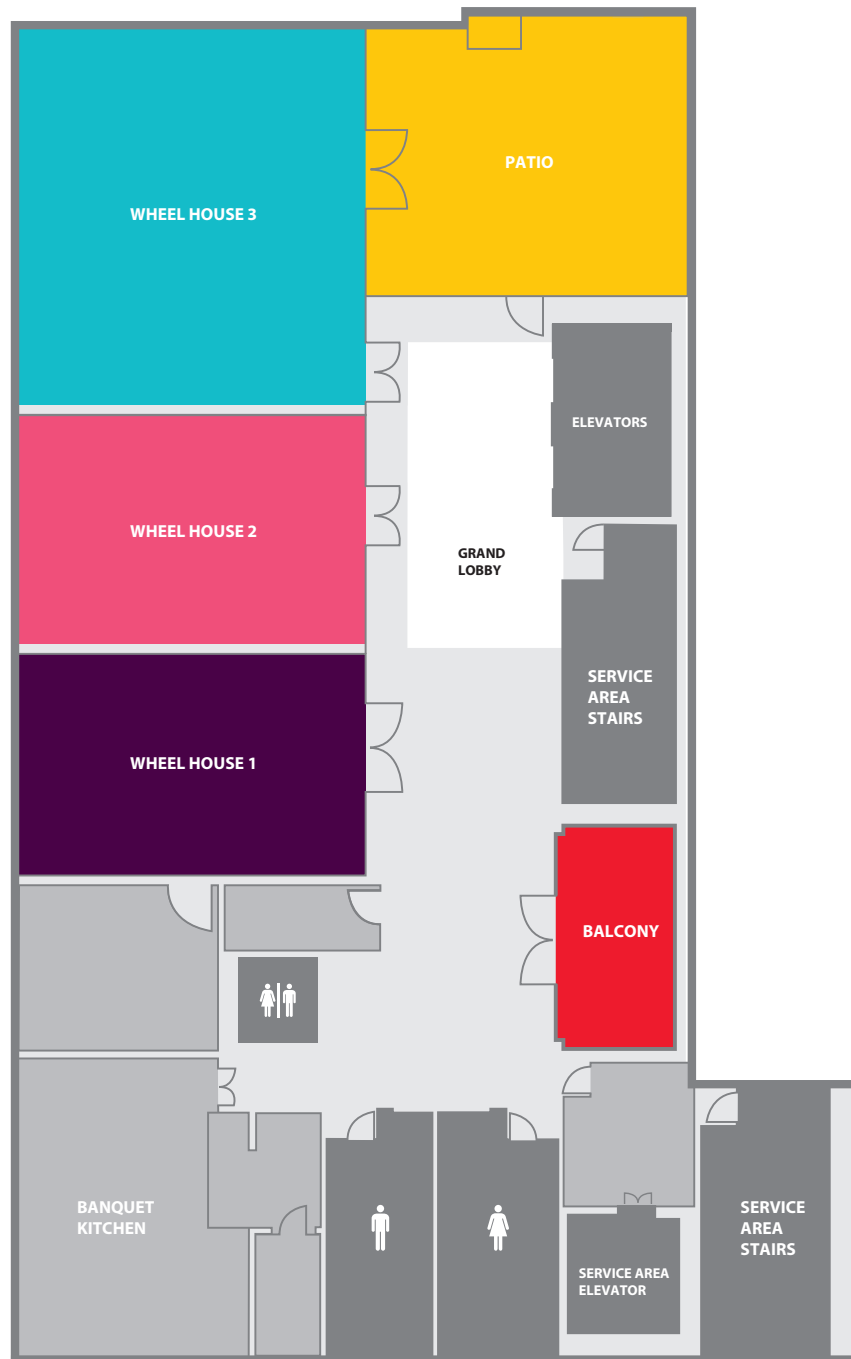 PATIO
WHEEL HOUSE 3
ELEVATORS
WHEEL HOUSE 2
GRAND
LOBBY
SERVICE
AREA
STAIRS
WHEEL HOUSE 1
BALCONY
BANQUET
KITCHEN
SERVICE
AREA
STAIRS
SERVICE AREA
ELEVATOR